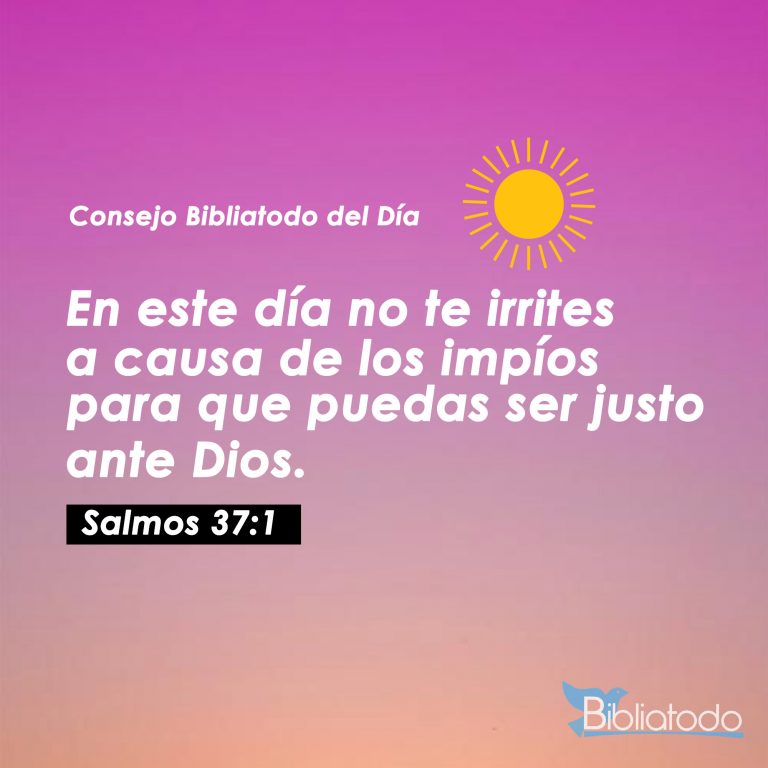 Consejo Bibliatodo del Día
En este día no te irrites
a causa de los impíos
para que puedas ser justo
ante Dios.
Salmos 37:1
Bibliatodo